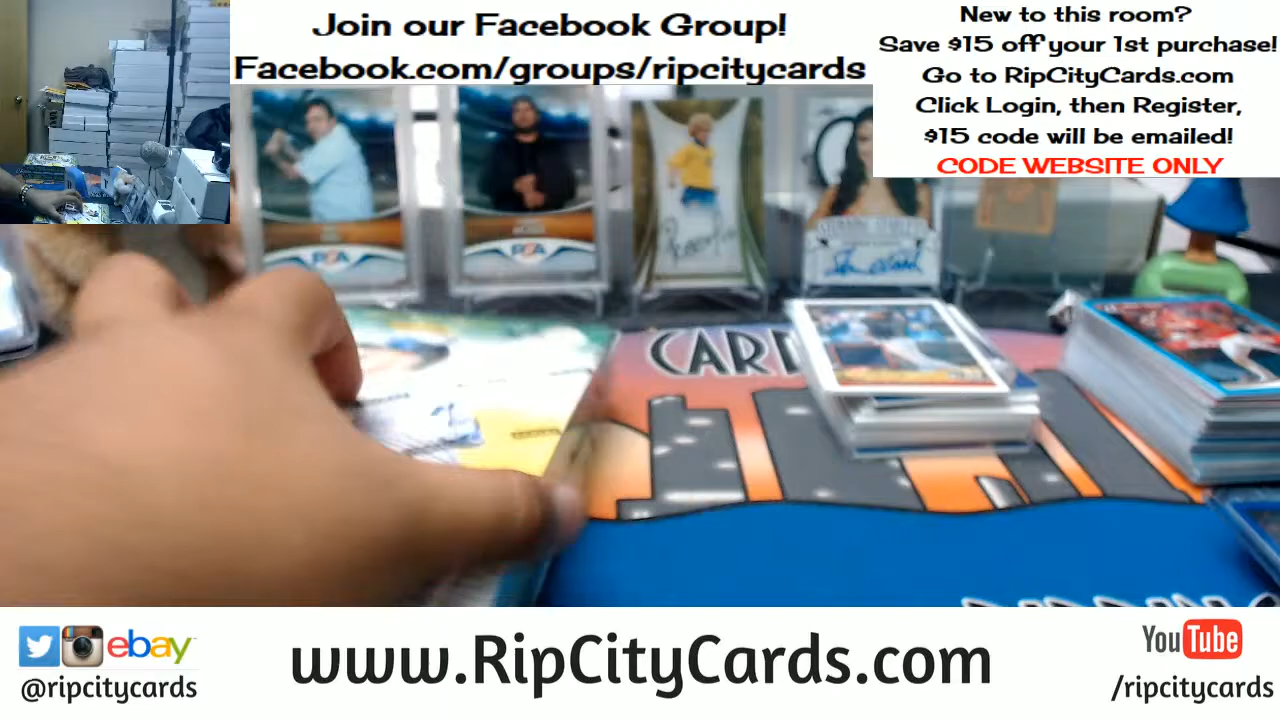 Join our Facebook Group!
Facebook.com/groups/ripcitycards
New to this room?
Save $15 off your 1st purchase!
Go to RipCityCards.com
Click Login, then Register,
$15 code will be emailed!
CODE WEBSITE ONLY
CARD
ebay
@ripcitycards
www.RipCityCards.com
YouTube
/ripcitycards